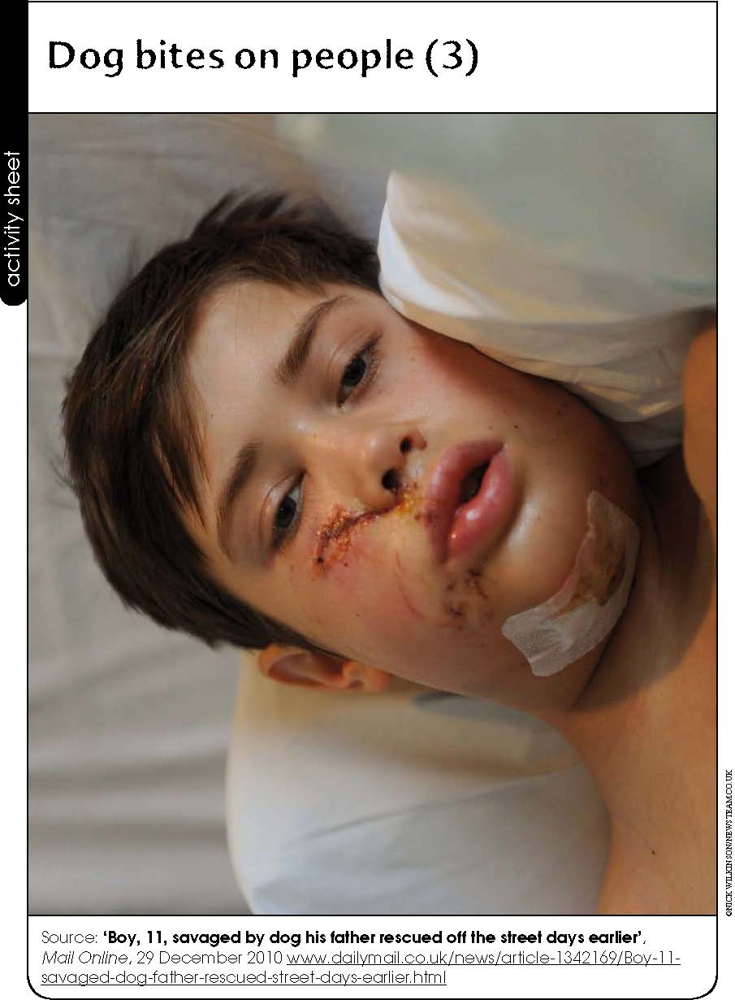 Dog bites on people (3)
activity sheet
©NICK WILKINSON/NEWSTEAM.CO.UK
Source: ‘Boy, 11, savaged by dog his father rescued off the street days earlier’,
Mail Online, 29 December 2010 www.dailymail.co.uk/news/article-1342169/Boy-11-
savaged-dog-father-rescued-street-days-earlier.html